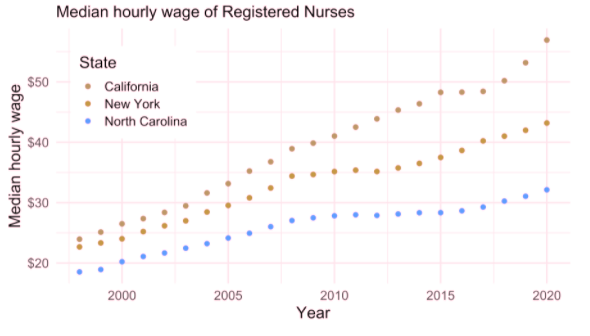 Median hourly wage of Registered Nurses
State
California
New York
North Carolina
Median hourly wage
$50
$40
$30
$20
2000 2005 2010 2015 2020
Year